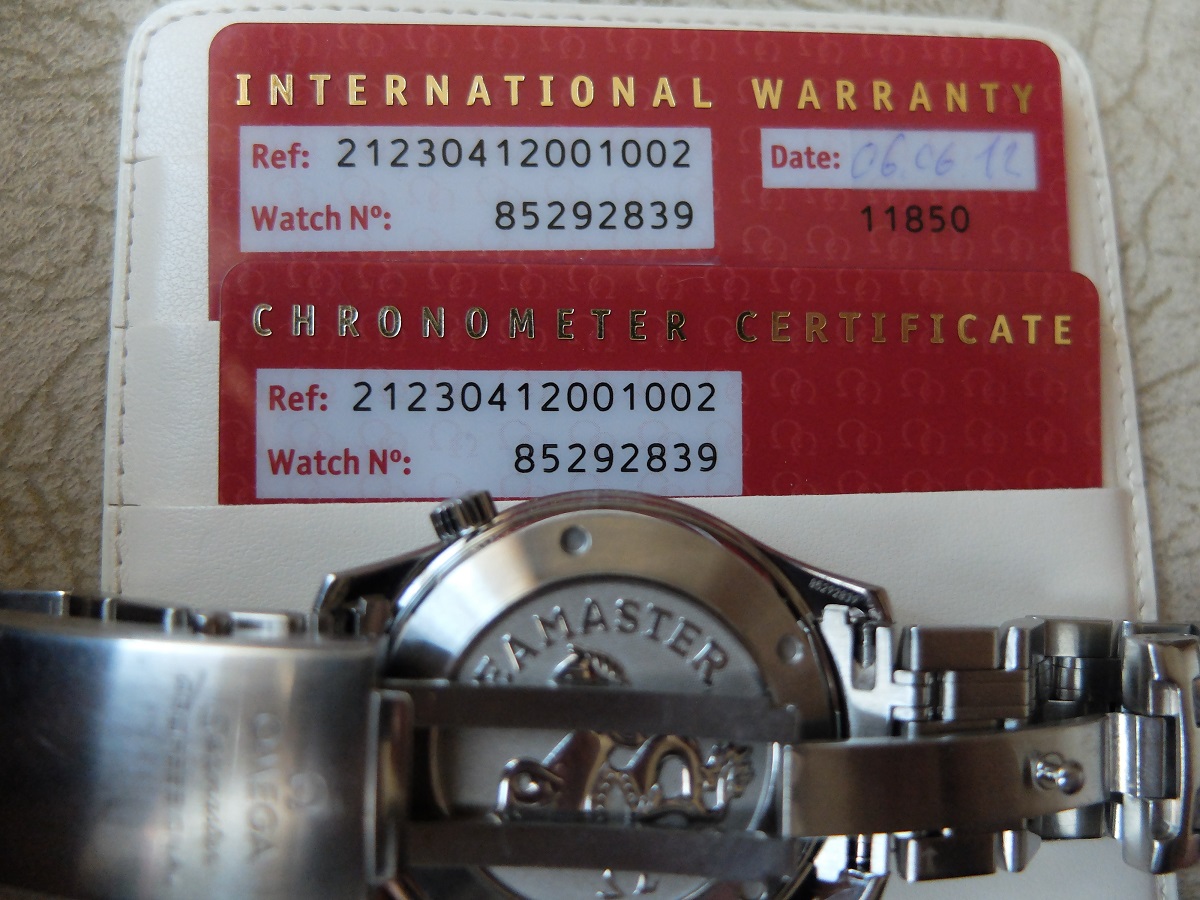 INTERNATIONAL WARRANTY
Ref: 21230412001002
Date: 06.06 12
Watch Nº: 85292839
11850
CHRONOMETER CERTIFICATE
Ref: 21230412001002
Watch Nº: 85292839
EAMASTER
OMEGA